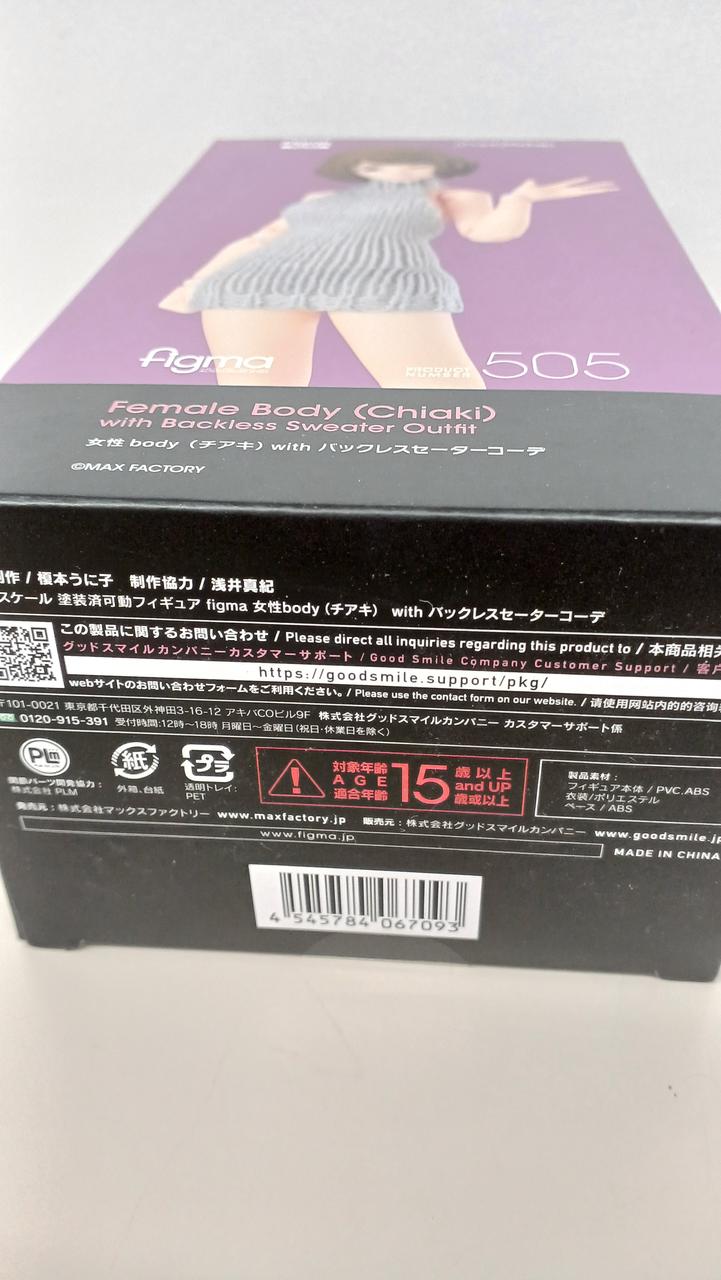 figma
PRODUCT NUMBER 505
Female Body (Chiaki)
with Backless Sweater Outfit
女性 body（チアキ）with バックレスセーターコーデ
©MAX FACTORY
制作 / 榎本うに子　制作協力 / 浅井真紀
スケール 塗装済可動フィギュア figma 女性body（チアキ） with バックレスセーターコーデ
この製品に関するお問い合わせ / Please direct all inquiries regarding this product to / 本商品相关
グッドスマイルカンパニーカスタマーサポート / Good Smile Company Customer Support / 客户
https://goodsmile.support/pkg/
webサイトのお問い合わせフォームをご利用ください。/ Please use the contact form on our website. / 请使用网站内的的咨询
〒101-0021 東京都千代田区外神田3-16-12 アキバCOビル9F 株式会社グッドスマイルカンパニー カスタマーサポート係
0120-915-391 受付時間:12時〜18時 月曜日〜金曜日(祝日・休業日を除く)
PLM
関節パーツ開発協力：
株式会社 PLM
紙
外箱、台紙
プラ
透明トレイ:
PET
対象年齢
AGE
適合年齢
15
歳以上
and UP
歲或以上
製品素材：
フィギュア本体 / PVC、ABS
衣装/ポリエステル
ベース / ABS
発売元：株式会社マックスファクトリー www.maxfactory.jp 販売元：株式会社グッドスマイルカンパニー www.goodsmile.jp
www.figma.jp
MADE IN CHINA
4 545784 067093